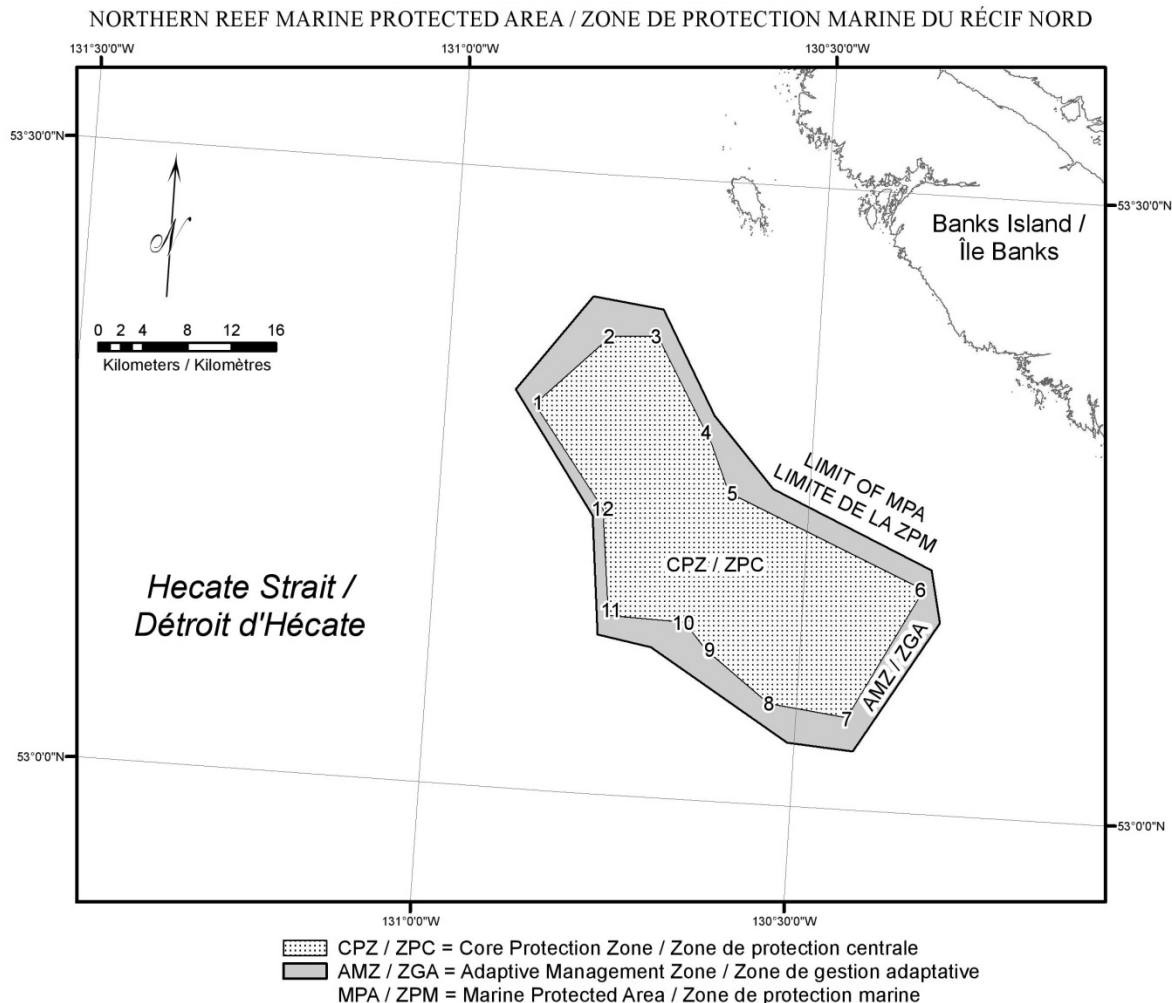 NORTHERN REEF MARINE PROTECTED AREA / ZONE DE PROTECTION MARINE DU RÉCIF NORD
131°30'0"W
131°0'0"W
130°30'0"W
53°30'0"N
53°30'0"N
N
Banks Island /
Île Banks
0 2 4 8 12 16
Kilometers / Kilomètres
2
3
1
4
LIMIT OF MPA
LIMITE DE LA ZPM
5
12
CPZ / ZPC
Hecate Strait /
Détroit d'Hécate
6
11
10
9
AMZ / ZGA
8
7
53°0'0"N
53°0'0"N
131°0'0"W
130°30'0"W
CPZ / ZPC = Core Protection Zone / Zone de protection centrale
AMZ / ZGA = Adaptive Management Zone / Zone de gestion adaptative
MPA / ZPM = Marine Protected Area / Zone de protection marine